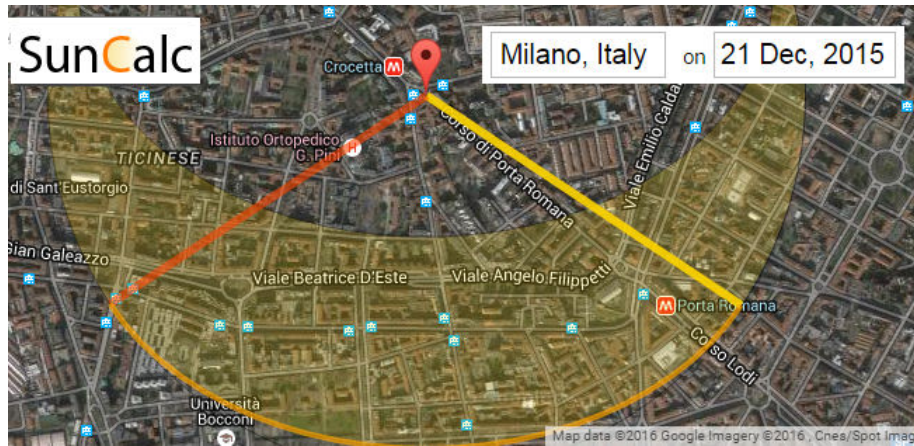 SunCalc
Milano, Italy on 21 Dec, 2015
Crocetta M
Istituto Ortopedico
G. Pini H
TICINESE
di Sant'Eustorgio
Corso di Porta Romana
Viale Emilio Calda
Gian Galeazzo
Viale Beatrice D'Este
Viale Angelo Filippetti
M Porta Romana
Corso Lodi
Università
Bocconi
Map data ©2016 Google Imagery ©2016 , Cnes/Spot Imag